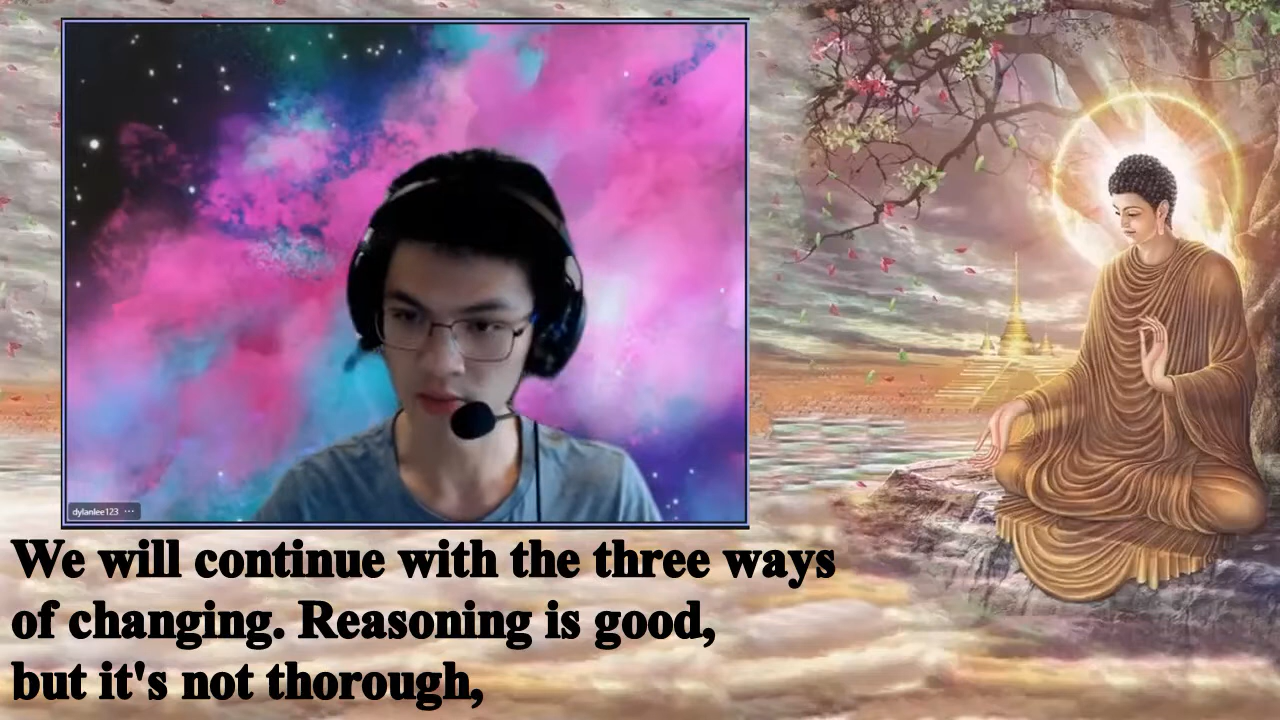 dylanlee123 ···
We will continue with the three ways
of changing. Reasoning is good,
but it's not thorough,